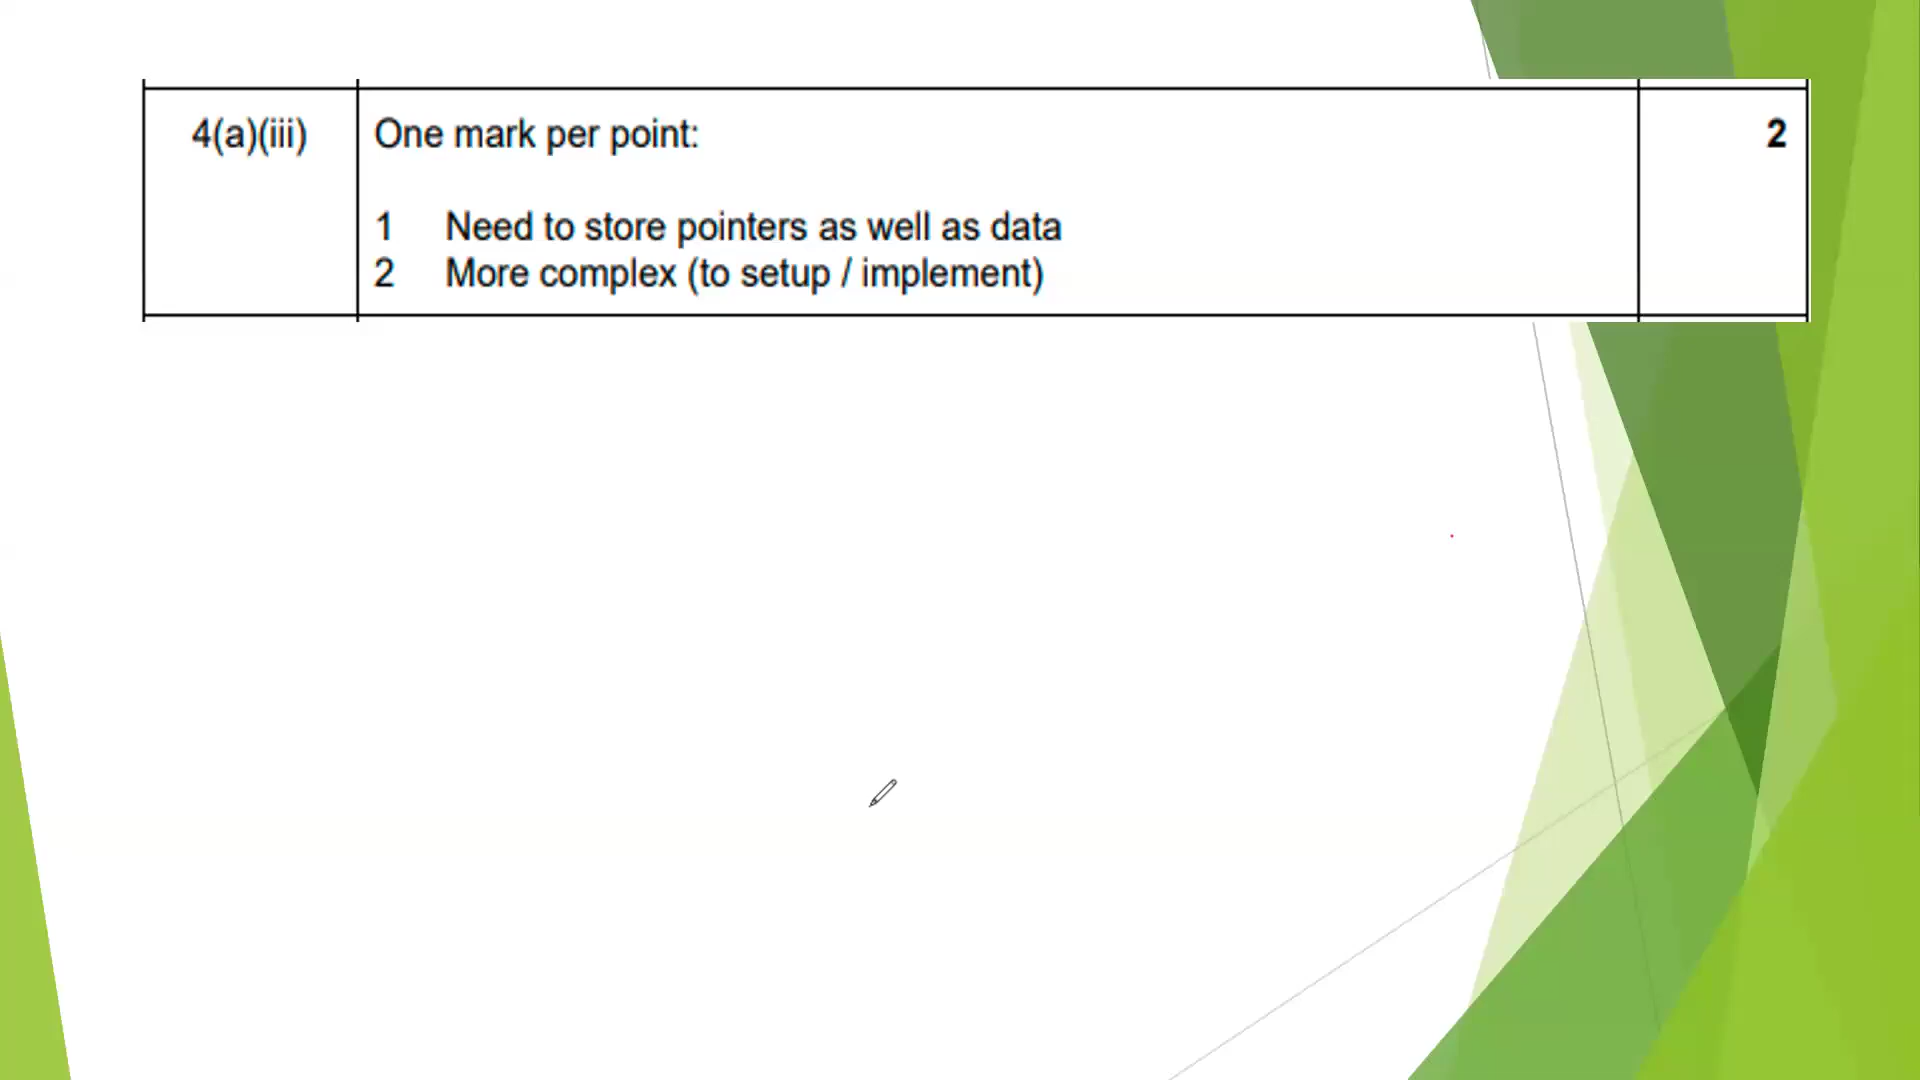 4(a)(iii) One mark per point: 2
1 Need to store pointers as well as data
2 More complex (to setup / implement)